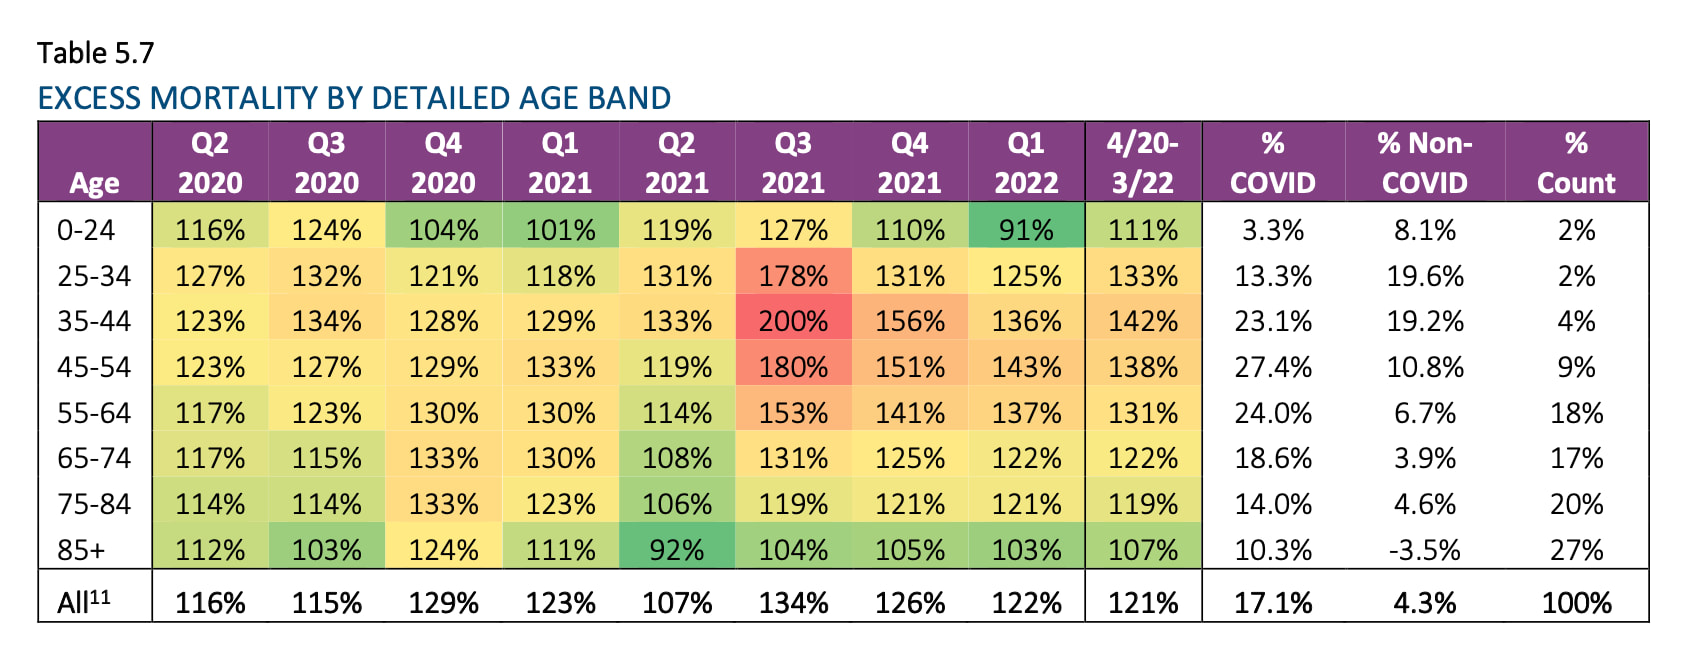 Table 5.7
EXCESS MORTALITY BY DETAILED AGE BAND
Age Q2 2020 Q3 2020 Q4 2020 Q1 2021 Q2 2021 Q3 2021 Q4 2021 Q1 2022 4/20-3/22 % COVID % Non-COVID % Count
0-24 116% 124% 104% 101% 119% 127% 110% 91% 111% 3.3% 8.1% 2%
25-34 127% 132% 121% 118% 131% 178% 131% 125% 133% 13.3% 19.6% 2%
35-44 123% 134% 128% 129% 133% 200% 156% 136% 142% 23.1% 19.2% 4%
45-54 123% 127% 129% 133% 119% 180% 151% 143% 138% 27.4% 10.8% 9%
55-64 117% 123% 130% 130% 114% 153% 141% 137% 131% 24.0% 6.7% 18%
65-74 117% 115% 133% 130% 108% 131% 125% 122% 122% 18.6% 3.9% 17%
75-84 114% 114% 133% 123% 106% 119% 121% 121% 119% 14.0% 4.6% 20%
85+ 112% 103% 124% 111% 92% 104% 105% 103% 107% 10.3% -3.5% 27%
All¹¹ 116% 115% 129% 123% 107% 134% 126% 122% 121% 17.1% 4.3% 100%